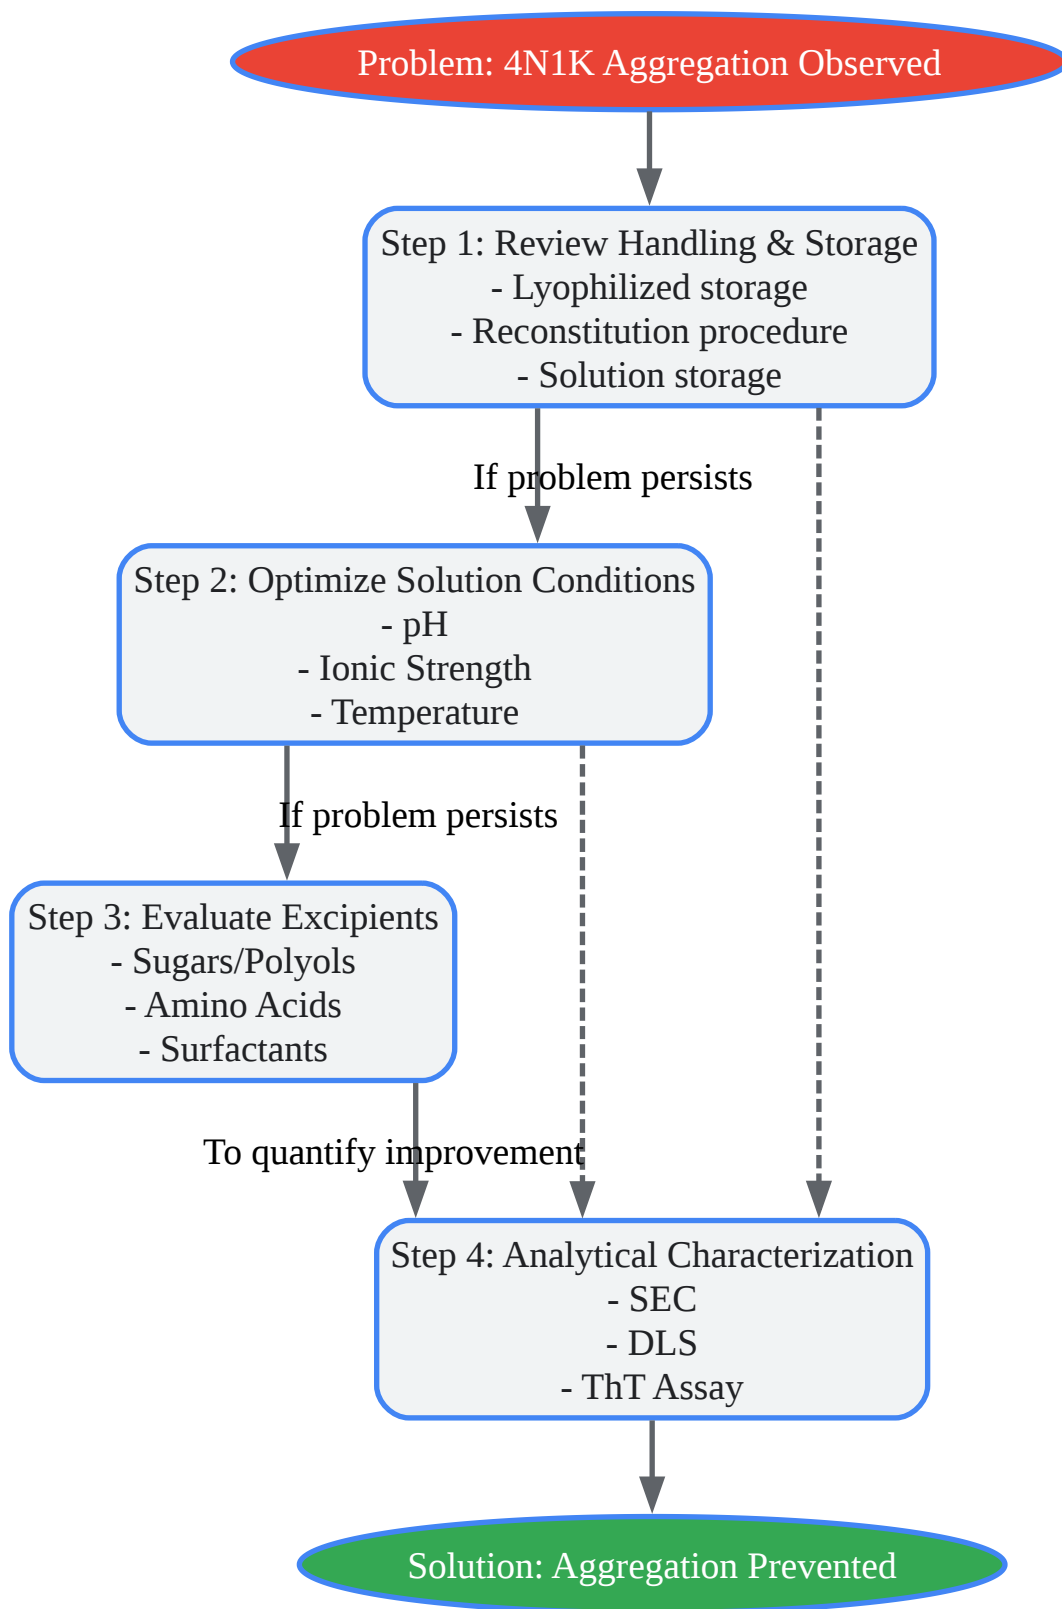 Problem: 4N1K Aggregation Observed
Step 1: Review Handling & Storage
- Lyophilized storage
- Reconstitution procedure
- Solution storage
If problem persists
Step 2: Optimize Solution Conditions
- pH
- Ionic Strength
- Temperature
If problem persists
Step 3: Evaluate Excipients
- Sugars/Polyols
- Amino Acids
- Surfactants
To quantify improvement
Step 4: Analytical Characterization
- SEC
- DLS
- ThT Assay
Solution: Aggregation Prevented